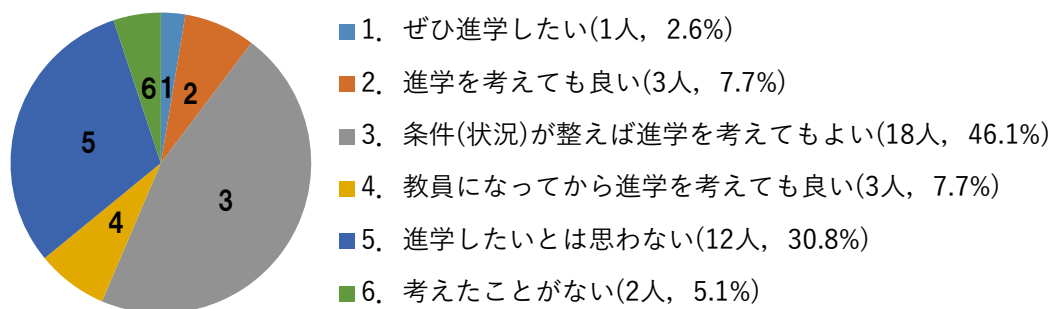 1. ぜひ進学したい(1人, 2.6%)
2. 進学を考えても良い(3人, 7.7%)
3. 条件(状況)が整えば進学を考えてもよい(18人, 46.1%)
4. 教員になってから進学を考えても良い(3人, 7.7%)
5. 進学したいとは思わない(12人, 30.8%)
6. 考えたことがない(2人, 5.1%)
6 1 2
5
3
4